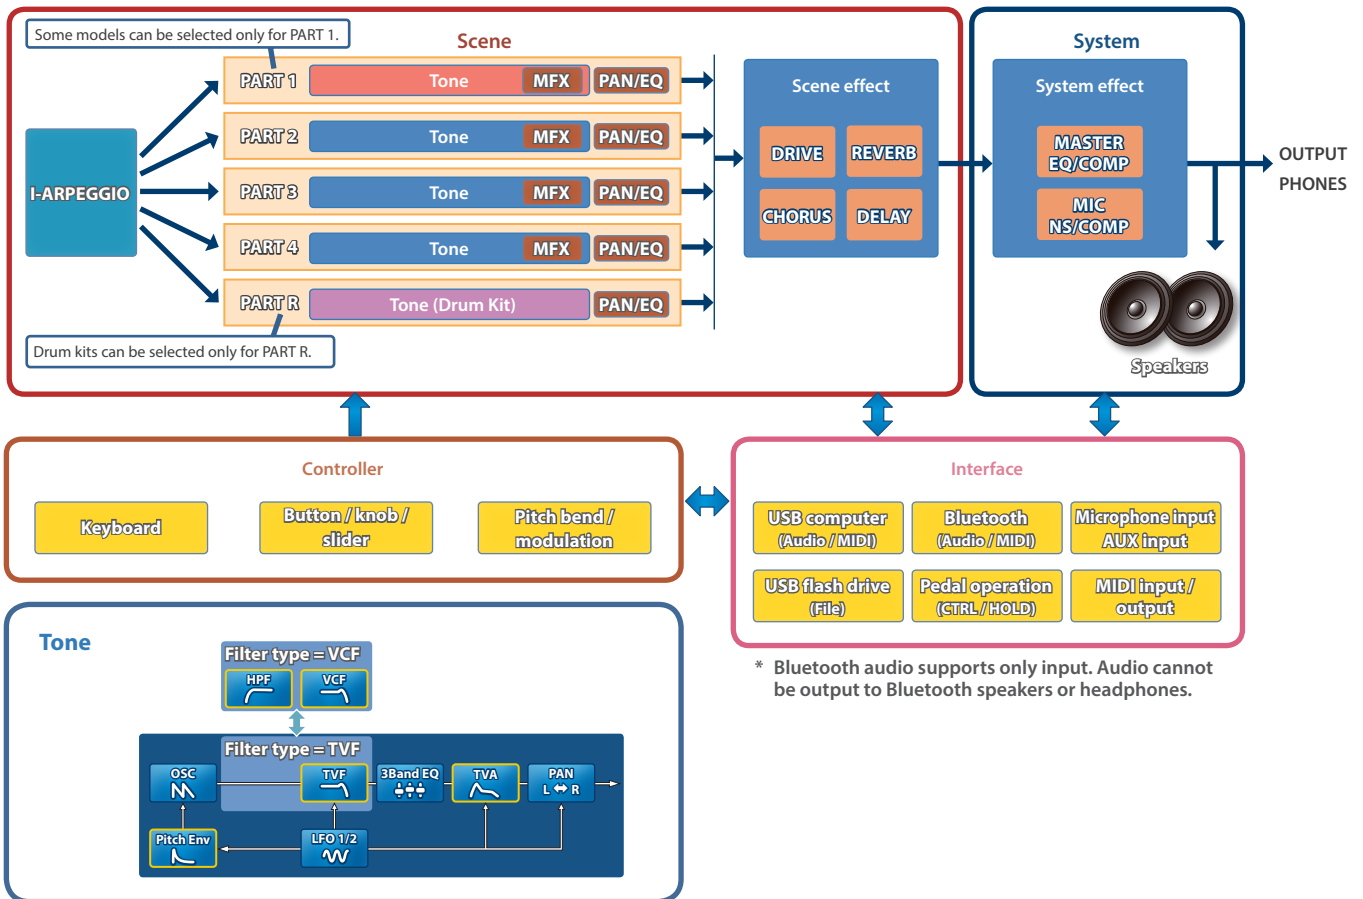 Some models can be selected only for PART 1.
Scene
PART 1
Tone
MFX
PAN/EQ
PART 2
Tone
MFX
PAN/EQ
PART 3
Tone
MFX
PAN/EQ
PART 4
Tone
MFX
PAN/EQ
PART R
Tone (Drum Kit)
PAN/EQ
I-ARPEGGIO
Drum kits can be selected only for PART R.
Scene effect
DRIVE
REVERB
CHORUS
DELAY
System
System effect
MASTER
EQ/COMP
MIC
NS/COMP
OUTPUT
PHONES
Speakers
Controller
Keyboard
Button / knob /
slider
Pitch bend /
modulation
Interface
USB computer
(Audio / MIDI)
Bluetooth
(Audio / MIDI)
Microphone input
AUX input
USB flash drive
(File)
Pedal operation
(CTRL / HOLD)
MIDI input /
output
* Bluetooth audio supports only input. Audio cannot
be output to Bluetooth speakers or headphones.
Tone
Filter type = VCF
HPF
VCF
Filter type = TVF
OSC
TVF
3Band EQ
TVA
PAN
L ⇔ R
Pitch Env
LFO 1/2